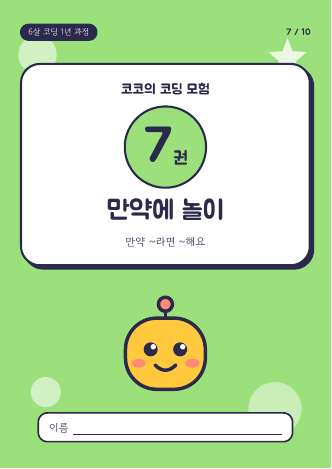 6살 코딩 1년 과정
7 / 10
코코의 코딩 모험
7권
만약에 놀이
만약 ~라면 ~해요
이름